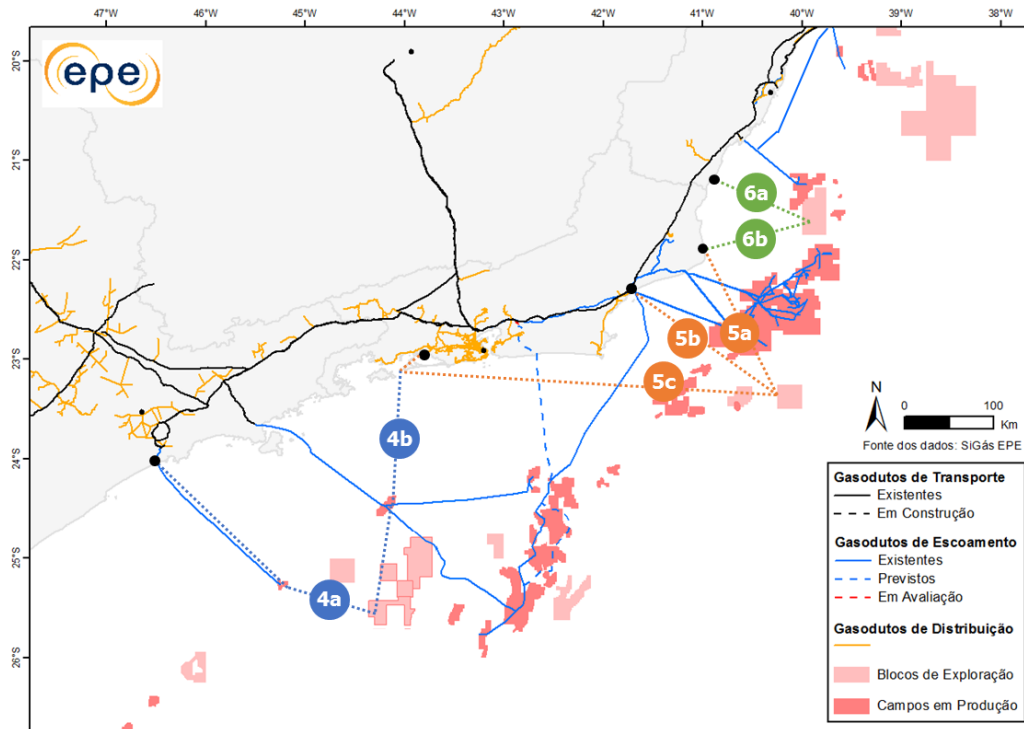 47°W 46°W 45°W 44°W 43°W 42°W 41°W 40°W 39°W 38°W
20°S
21°S
22°S
23°S
24°S
25°S
26°S
epe
6a
6b
5a
5b
5c
4b
4a
N
0 100
Km
Fonte dos dados: SiGás EPE
Gasodutos de Transporte
Existentes
Em Construção
Gasodutos de Escoamento
Existentes
Previstos
Em Avaliação
Gasodutos de Distribuição
Blocos de Exploração
Campos em Produção